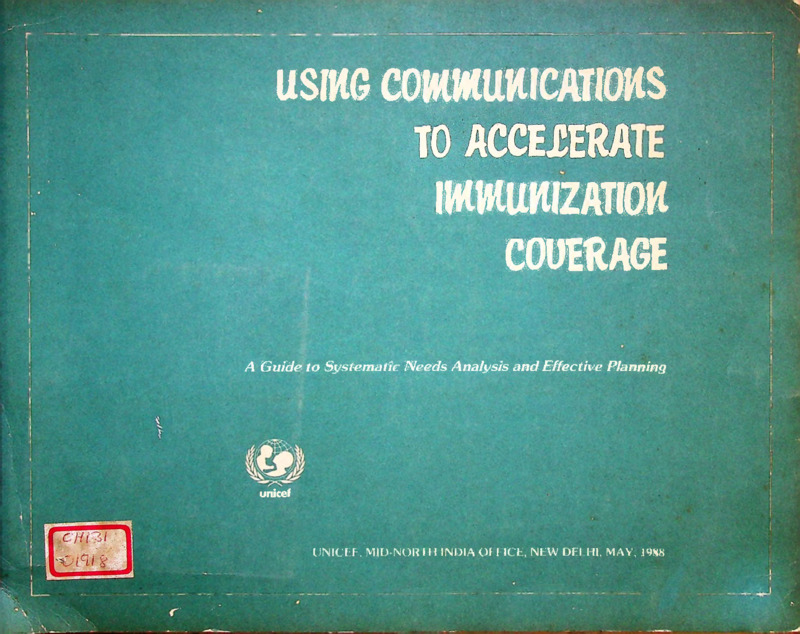 USING COMMUNICATIONS
TO ACCELERATE
IMMUNIZATION
COVERAGE
A Guide to Systematic Needs Analysis and Effective Planning
unicef
CH131
UNICEF, MID-NORTH INDIA OFFICE, NEW DELHI, MAY, 1988